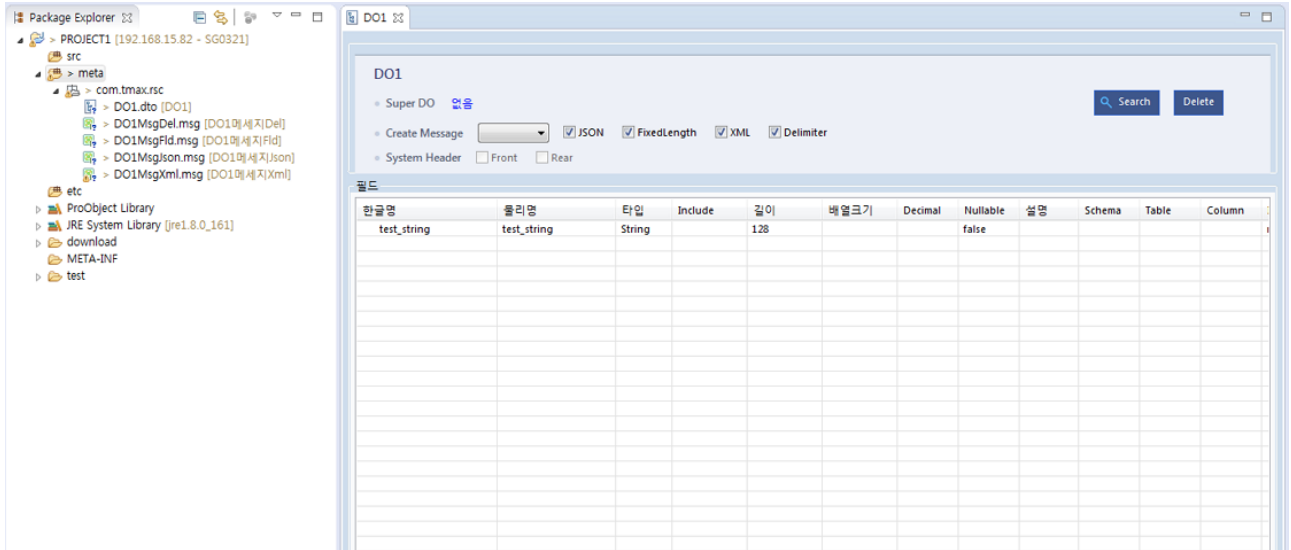 Package Explorer
> PROJECT1 [192.168.15.82 - SG0321]
src
> meta
> com.tmax.rsc
> DO1.dto [DO1]
> DO1MsgDel.msg [DO1메세지Del]
> DO1MsgFld.msg [DO1메세지Fld]
> DO1MsgJson.msg [DO1메세지Json]
> DO1MsgXml.msg [DO1메세지Xml]
etc
ProObject Library
JRE System Library [jre1.8.0_161]
download
META-INF
test
DO1
DO1
Super DO 없음
Search Delete
Create Message JSON FixedLength XML Delimiter
System Header Front Rear
필드
한글명 물리명 타입 Include 길이 배열크기 Decimal Nullable 설명 Schema Table Column
test_string test_string String 128 false